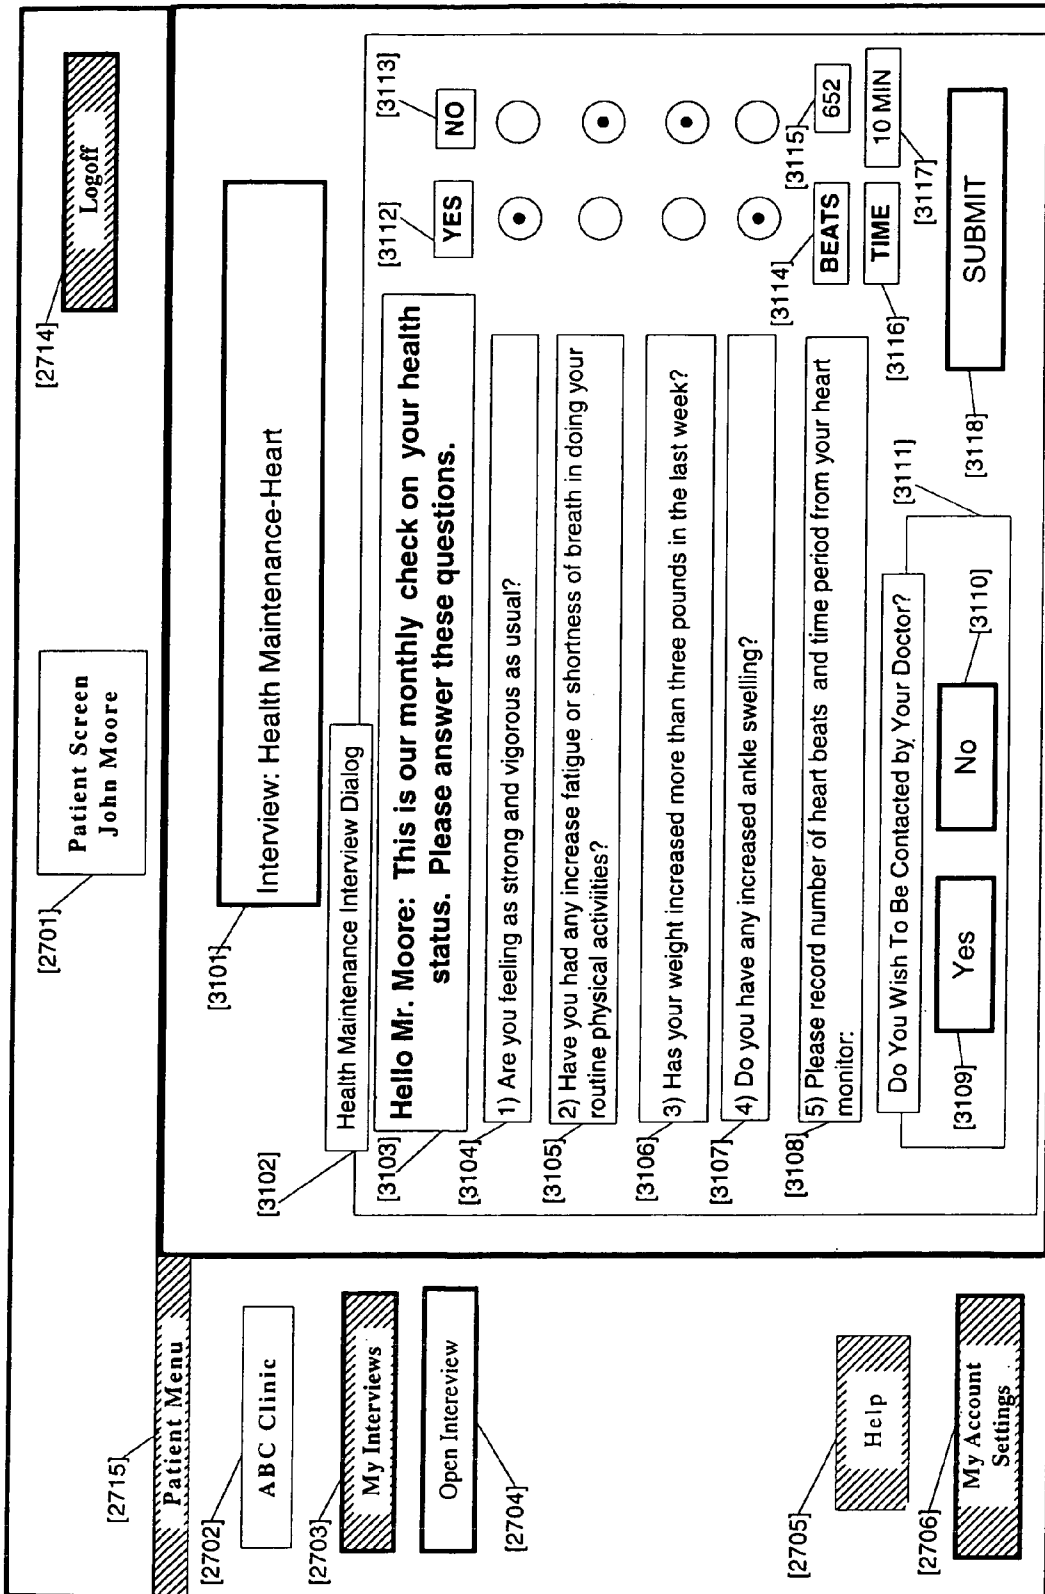 [2701]
Patient Screen
John Moore
[2714]
Logoff
[2715]
Patient Menu
[2702]
ABC Clinic
[2703]
My Interviews
Open Intereview
[2704]
[2705]
Help
[2706]
My Account
Settings
[3101]
Interview: Health Maintenance-Heart
[3102]
Health Maintenance Interview Dialog
[3103]
Hello Mr. Moore: This is our monthly check on your health
status. Please answer these questions.
[3112]
YES
[3113]
NO
[3104]
1) Are you feeling as strong and vigorous as usual?
[3105]
2) Have you had any increase fatigue or shortness of breath in doing your
routine physical activities?
[3106]
3) Has your weight increased more than three pounds in the last week?
[3107]
4) Do you have any increased ankle swelling?
[3108]
5) Please record number of heart beats and time period from your heart
monitor:
[3114]
BEATS
[3115]
652
TIME
[3116]
10 MIN
[3117]
Do You Wish To Be Contacted by Your Doctor?
[3111]
[3109]
Yes
No
[3110]
[3118]
SUBMIT